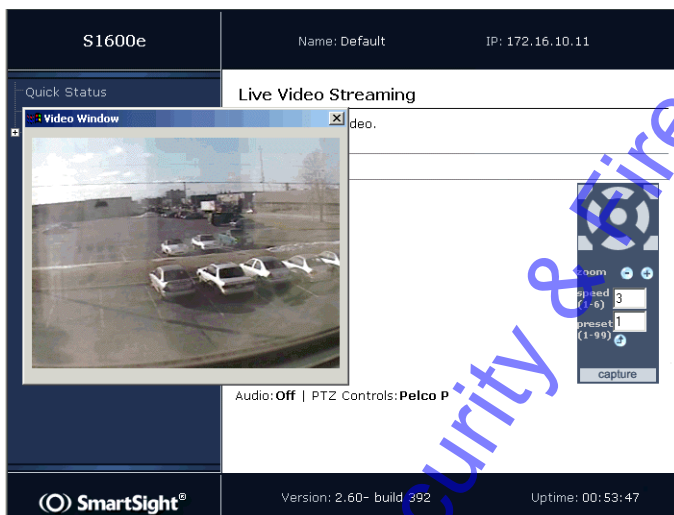 S1600e
Name: Default
IP: 172.16.10.11
Quick Status
Live Video Streaming
Video Window
deo.
zoom
speed
(1-6)
3
preset
(1-99)
1
capture
Audio: Off | PTZ Controls: Pelco P
SmartSight®
Version: 2.60- build 392
Uptime: 00:53:47
curity & Fire